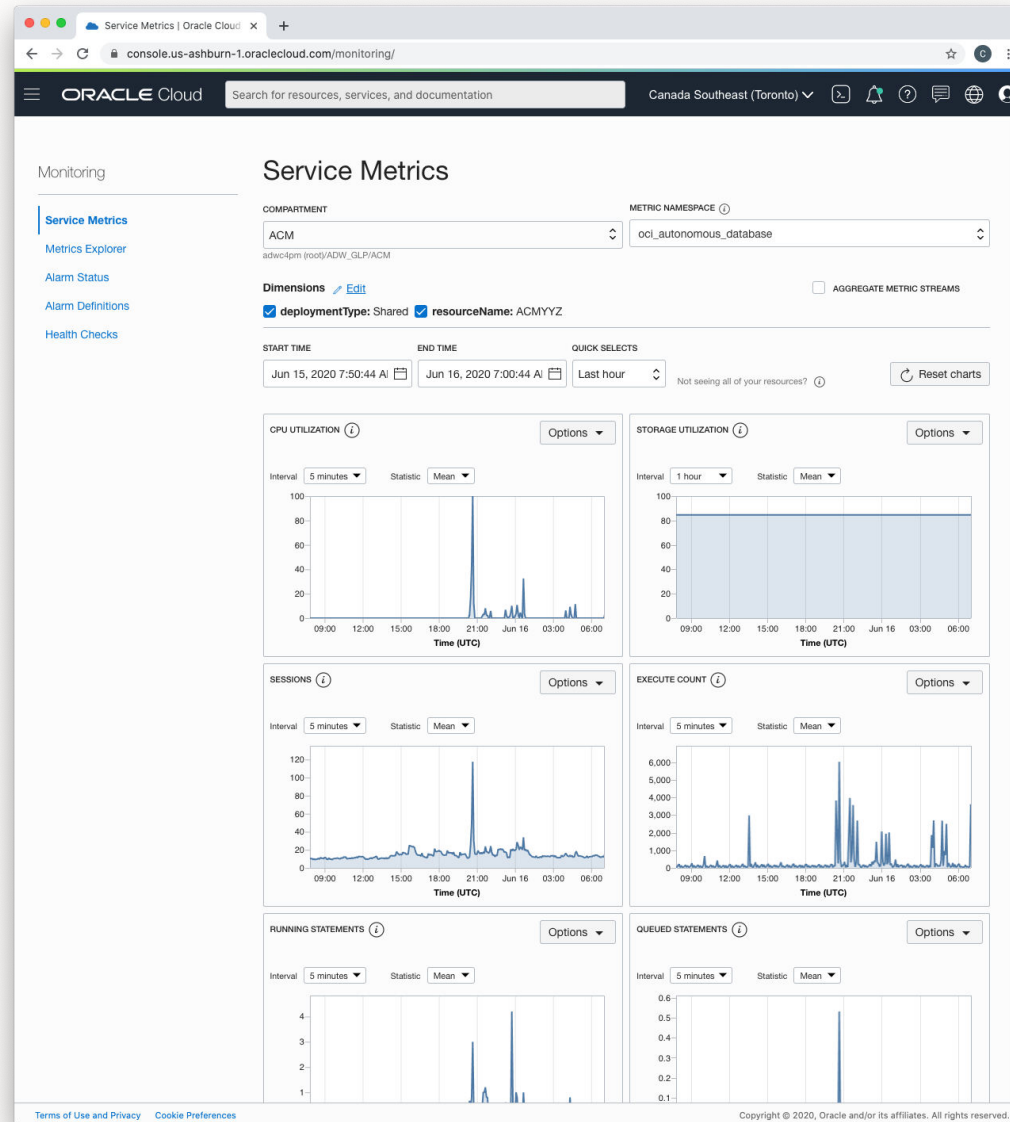 Service Metrics | Oracle Cloud
console.us-ashburn-1.oraclecloud.com/monitoring/
C
ORACLE Cloud
Search for resources, services, and documentation
Canada Southeast (Toronto)
Monitoring
Service Metrics
Metrics Explorer
Alarm Status
Alarm Definitions
Health Checks
Service Metrics
COMPARTMENT
ACM
adwc4pm (root)/ADW_GLP/ACM
METRIC NAMESPACE
oci_autonomous_database
Dimensions Edit
AGGREGATE METRIC STREAMS
deploymentType: Shared resourceName: ACMYYZ
START TIME END TIME QUICK SELECTS
Jun 15, 2020 7:50:44 Jun 16, 2020 7:00:44 Last hour
Not seeing all of your resources?
Reset charts
CPU UTILIZATION
Options
Interval 5 minutes Statistic Mean
100
80
60
40
20
0
09:00 12:00 15:00 18:00 21:00 Jun 16 03:00 06:00
Time (UTC)
STORAGE UTILIZATION
Options
Interval 1 hour Statistic Mean
100
80
60
40
20
0
09:00 12:00 15:00 18:00 21:00 Jun 16 03:00 06:00
Time (UTC)
SESSIONS
Options
Interval 5 minutes Statistic Mean
120
100
80
60
40
20
0
09:00 12:00 15:00 18:00 21:00 Jun 16 03:00 06:00
Time (UTC)
EXECUTE COUNT
Options
Interval 5 minutes Statistic Mean
6,000
5,000
4,000
3,000
2,000
1,000
0
09:00 12:00 15:00 18:00 21:00 Jun 16 03:00 06:00
Time (UTC)
RUNNING STATEMENTS
Options
Interval 5 minutes Statistic Mean
4
3
2
1
QUEUED STATEMENTS
Options
Interval 5 minutes Statistic Mean
0.6
0.5
0.4
0.3
0.2
0.1
Terms of Use and Privacy Cookie Preferences
Copyright © 2020, Oracle and/or its affiliates. All rights reserved.